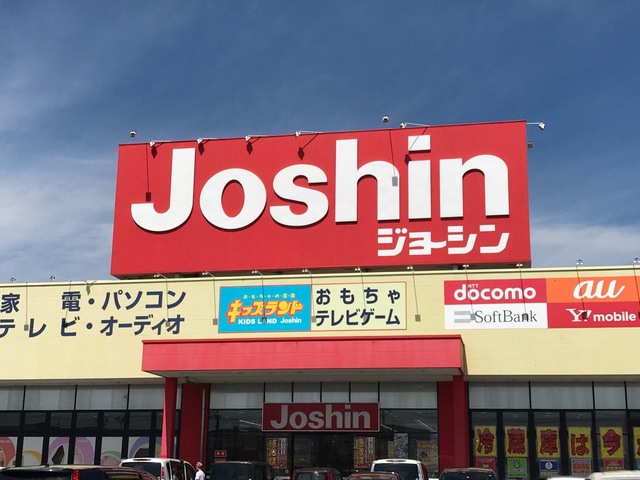 Joshin
ジョーシン
家 電・パソコン
テレビ・オーディオ
キッズランド
KIDS LAND Joshin
おもちゃ
テレビゲーム
NTT
docomo
au
SoftBank
Y!mobile
Joshin
冷蔵庫は今